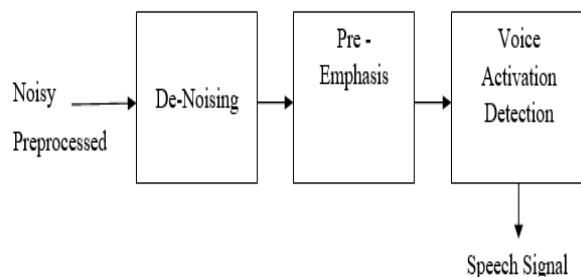 Noisy
Preprocessed
De-Noising
Pre -
Emphasis
Voice
Activation
Detection
Speech Signal